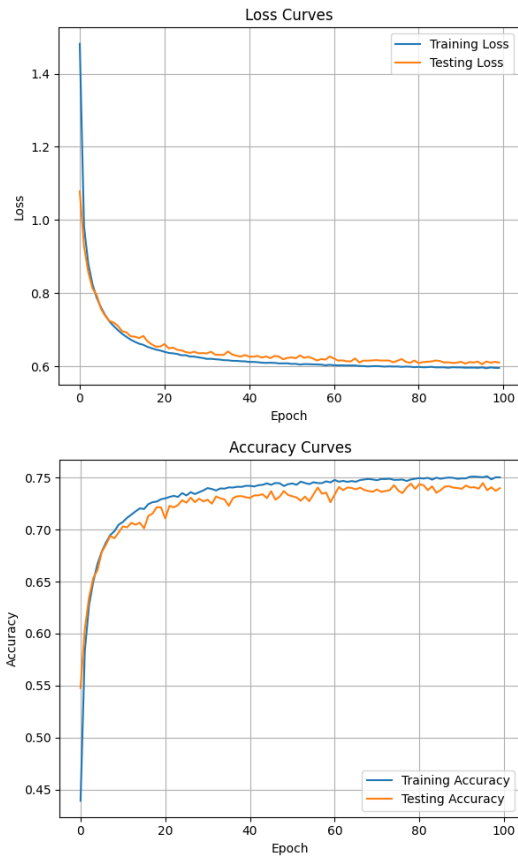 Loss Curves
Training Loss
Testing Loss
1.4
1.2
1.0
0.8
0.6
Loss
0 20 40 60 80 100
Epoch
Accuracy Curves
0.75
0.70
0.65
0.60
0.55
0.50
0.45
Accuracy
Training Accuracy
Testing Accuracy
0 20 40 60 80 100
Epoch